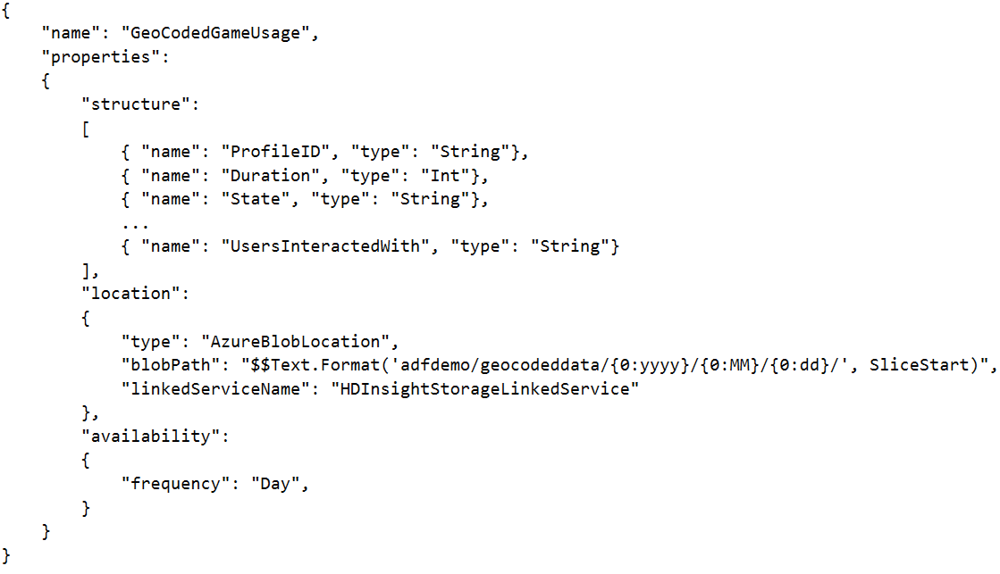 {
    "name": "GeoCodedGameUsage",
    "properties":
    {
        "structure":
        [
            { "name": "ProfileID", "type": "String"},
            { "name": "Duration", "type": "Int"},
            { "name": "State", "type": "String"},
            ...
            { "name": "UsersInteractedWith", "type": "String"}
        ],
        "location":
        {
            "type": "AzureBlobLocation",
            "blobPath": "$$Text.Format('adfdemo/geocodeddata/{0:yyyy}/{0:MM}/{0:dd}/', SliceStart)",
            "linkedServiceName": "HDInsightStorageLinkedService"
        },
        "availability":
        {
            "frequency": "Day",
        }
    }
}